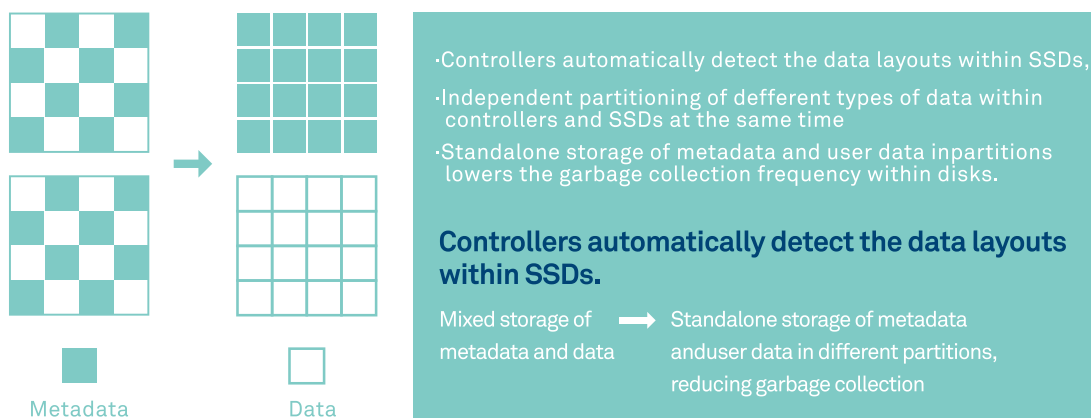 ·Controllers automatically detect the data layouts within SSDs,
·Independent partitioning of defferent types of data within
controllers and SSDs at the same time
·Standalone storage of metadata and user data inpartitions
lowers the garbage collection frequency within disks.
Controllers automatically detect the data layouts
within SSDs.
Mixed storage of
metadata and data
Standalone storage of metadata
anduser data in different partitions,
reducing garbage collection
Metadata
Data